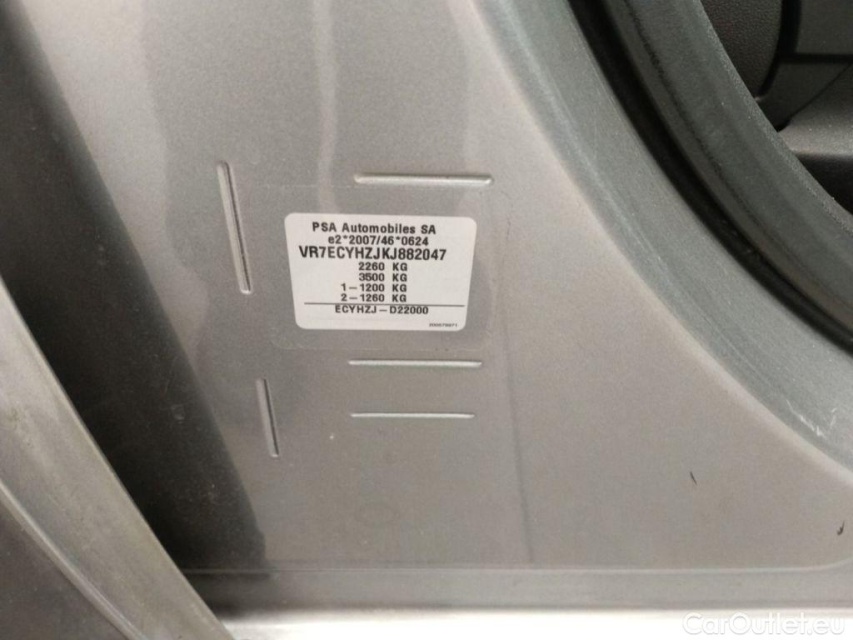 PSA Automobiles SA
e2*2007/46*0624
VR7ECYHZJKJ882047
2260 KG
3500 KG
1-1200 KG
2-1260 KG
ECYHZJ-D22000
CarOutlet.eu